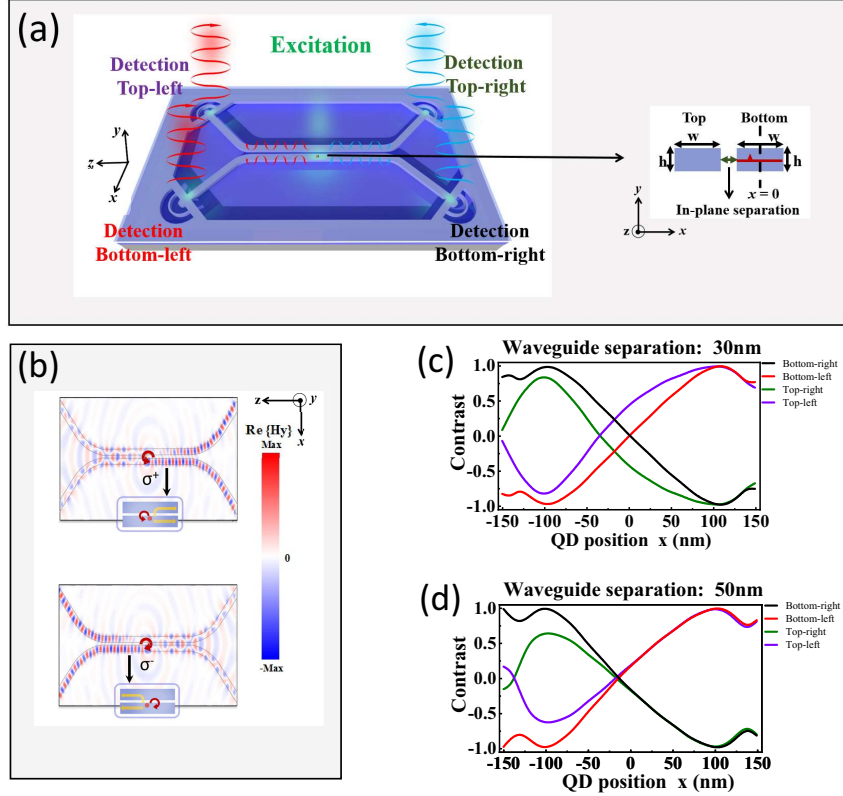 (a)
Excitation
Detection
Top-left
Detection
Top-right
y
z
x
Detection
Bottom-left
Detection
Bottom-right
Top
Bottom
w
w
h
h
x = 0
In-plane separation
y
z
x
(b)
z
y
x
Re {Hy}
Max
0
-Max
σ+
σ-
(c)
Waveguide separation: 30nm
Bottom-right
Bottom-left
Top-right
Top-left
Contrast
1.0
0.5
0.0
-0.5
-1.0
-150 -100 -50 0 50 100 150
QD position x (nm)
(d)
Waveguide separation: 50nm
Bottom-right
Bottom-left
Top-right
Top-left
Contrast
1.0
0.5
0.0
-0.5
-1.0
-150 -100 -50 0 50 100 150
QD position x (nm)